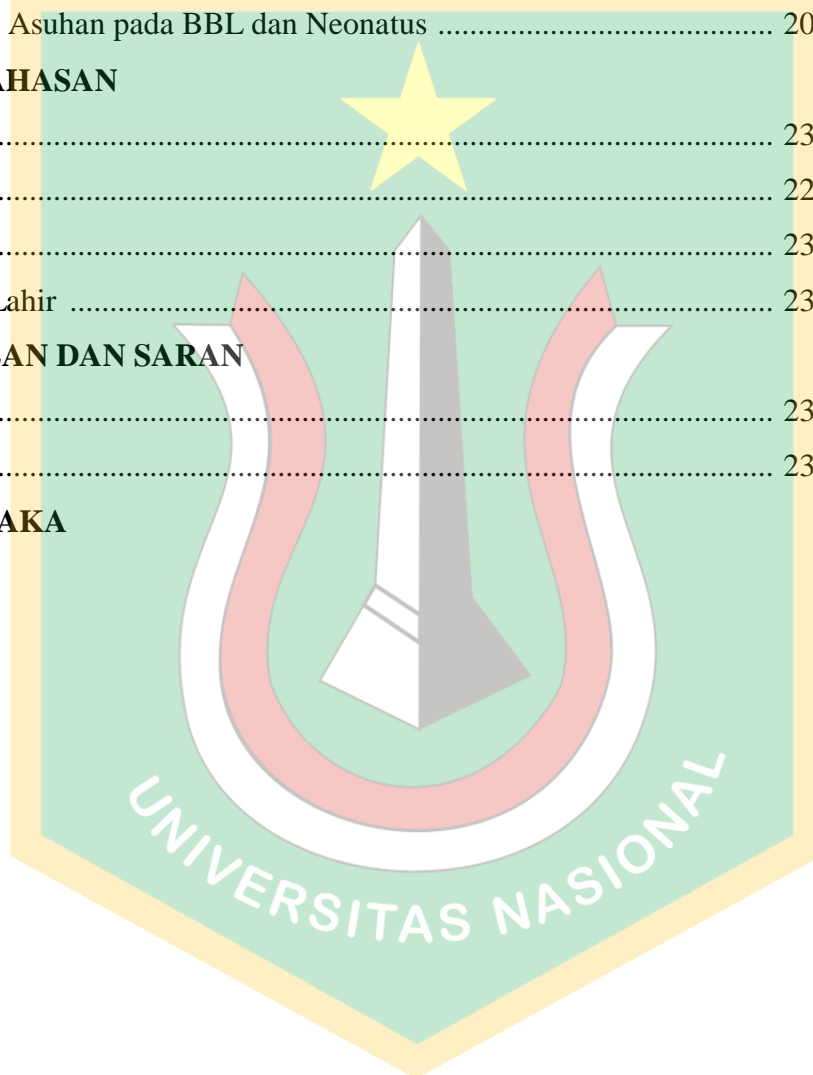 Asuhan pada BBL dan Neonatus ........................................................ 20
AHASAN
........................................................................................................ 23
........................................................................................................ 22
........................................................................................................ 23
Lahir ................................................................................................ 23
AN DAN SARAN
........................................................................................................ 23
........................................................................................................ 23
AKA
UNIVERSITAS NASIONAL